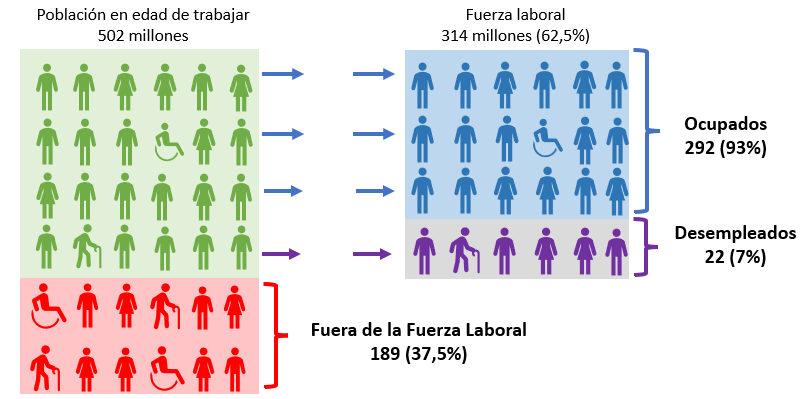 Población en edad de trabajar
502 millones
Fuerza laboral
314 millones (62,5%)
Ocupados
292 (93%)
Desempleados
22 (7%)
Fuera de la Fuerza Laboral
189 (37,5%)